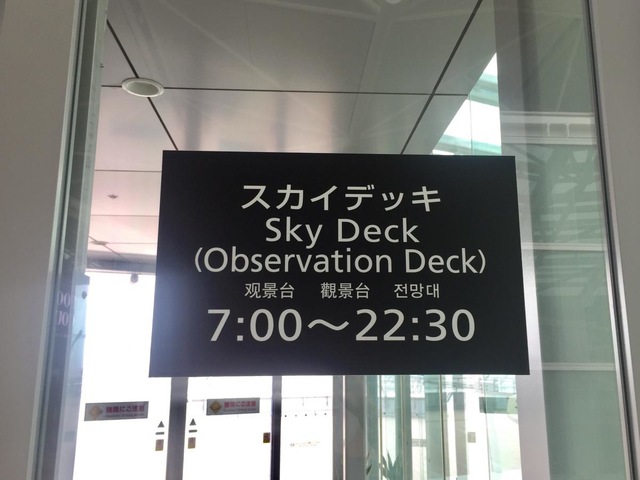 スカイデッキ
Sky Deck
(Observation Deck)
观景台 觀景台 전망대
7:00～22:30